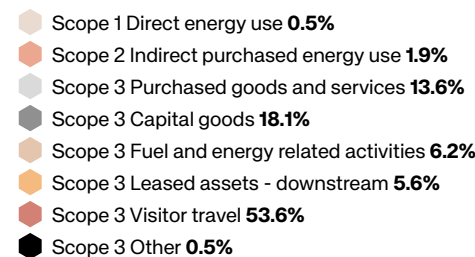 Scope 1 Direct energy use 0.5%
Scope 2 Indirect purchased energy use 1.9%
Scope 3 Purchased goods and services 13.6%
Scope 3 Capital goods 18.1%
Scope 3 Fuel and energy related activities 6.2%
Scope 3 Leased assets - downstream 5.6%
Scope 3 Visitor travel 53.6%
Scope 3 Other 0.5%